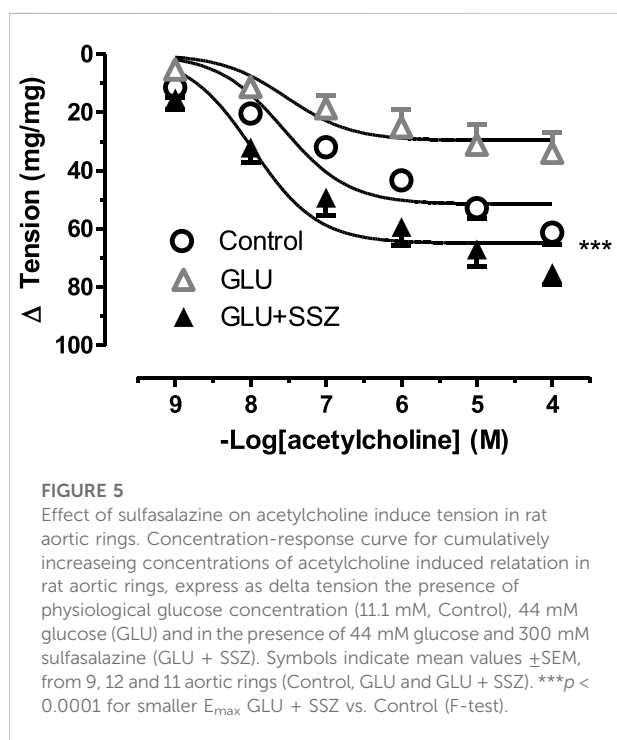 0
20
40
60
80
100
Δ Tension (mg/mg)
Control
GLU
GLU+SSZ
***
9 8 7 6 5 4
-Log[acetylcholine] (M)
FIGURE 5
Effect of sulfasalazine on acetylcholine induce tension in rat
aortic rings. Concentration-response curve for cumulatively
increaseing concentrations of acetylcholine induced relatation in
rat aortic rings, express as delta tension the presence of
physiological glucose concentration (11.1 mM, Control), 44 mM
glucose (GLU) and in the presence of 44 mM glucose and 300 mM
sulfasalazine (GLU + SSZ). Symbols indicate mean values ±SEM,
from 9, 12 and 11 aortic rings (Control, GLU and GLU + SSZ). ***p <
0.0001 for smaller Emax GLU + SSZ vs. Control (F-test).